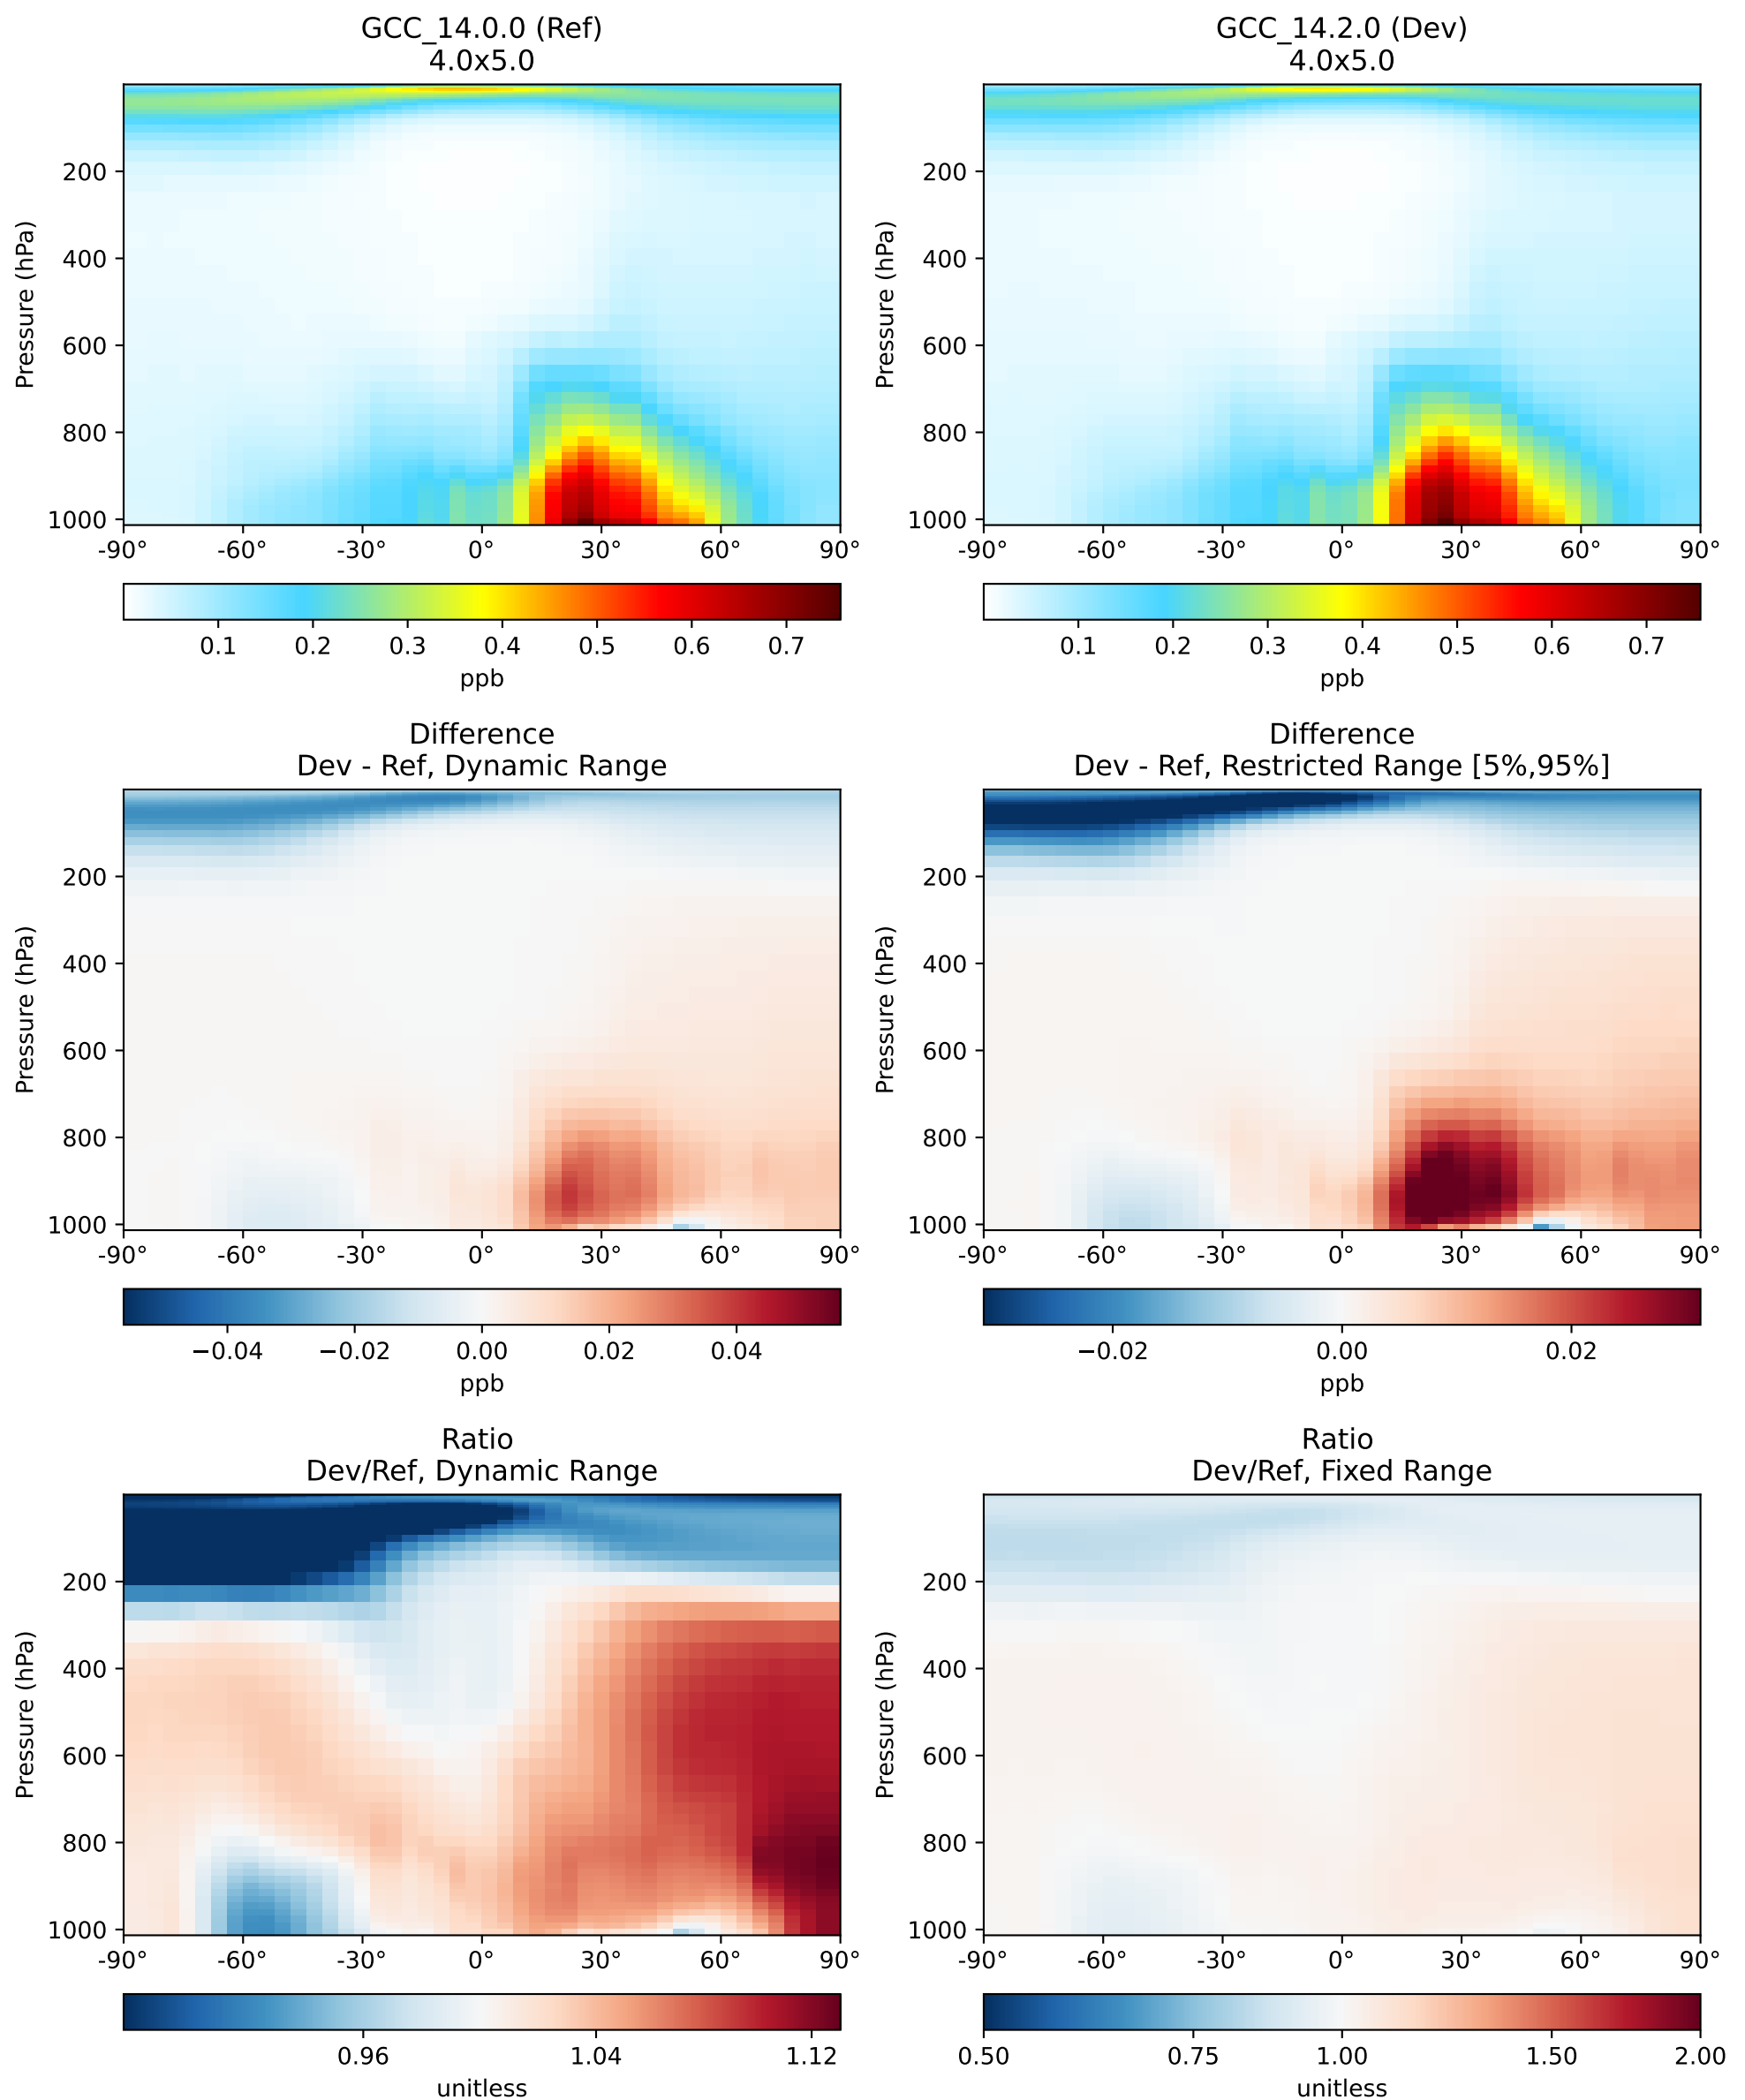 GCC_14.0.0 (Ref)
4.0x5.0
Pressure (hPa)
200
400
600
800
1000
-90° -60° -30° 0° 30° 60° 90°
0.1 0.2 0.3 0.4 0.5 0.6 0.7
ppb
GCC_14.2.0 (Dev)
4.0x5.0
Pressure (hPa)
200
400
600
800
1000
-90° -60° -30° 0° 30° 60° 90°
0.1 0.2 0.3 0.4 0.5 0.6 0.7
ppb
Difference
Dev - Ref, Dynamic Range
Pressure (hPa)
200
400
600
800
1000
-90° -60° -30° 0° 30° 60° 90°
−0.04 −0.02 0.00 0.02 0.04
ppb
Difference
Dev - Ref, Restricted Range [5%,95%]
Pressure (hPa)
200
400
600
800
1000
-90° -60° -30° 0° 30° 60° 90°
−0.02 0.00 0.02
ppb
Ratio
Dev/Ref, Dynamic Range
Pressure (hPa)
200
400
600
800
1000
-90° -60° -30° 0° 30° 60° 90°
0.96 1.04 1.12
unitless
Ratio
Dev/Ref, Fixed Range
Pressure (hPa)
200
400
600
800
1000
-90° -60° -30° 0° 30° 60° 90°
0.50 0.75 1.00 1.50 2.00
unitless